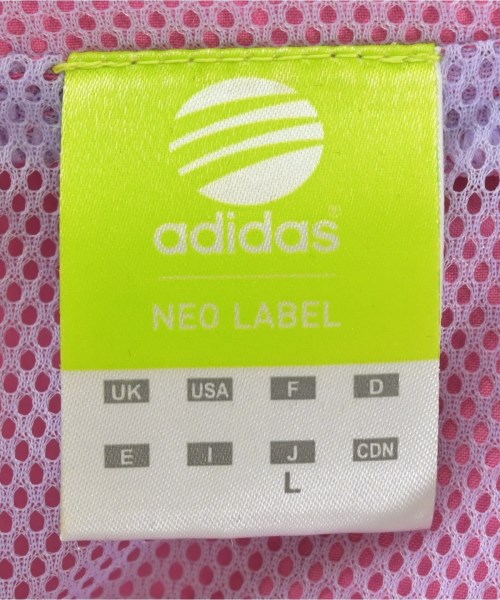 adidas®
NEO LABEL
UK USA F D
E I J CDN
L